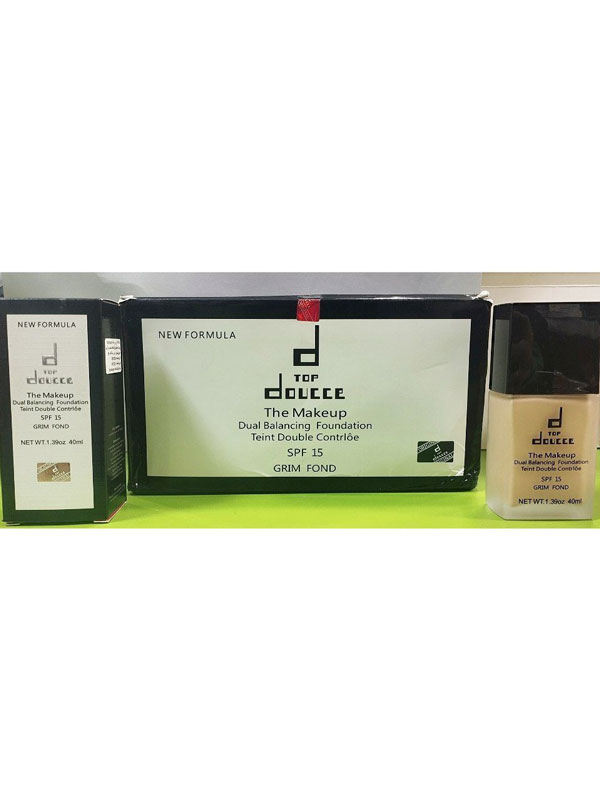 NEW FORMULA
d
TOP
doucce
The Makeup
Dual Balancing Foundation
Teint Double Contrlôe
SPF 15
GRIM FOND
NET WT.1.39oz 40ml
NEW FORMULA
d
TOP
doucce
The Makeup
Dual Balancing Foundation
Teint Double Contrlôe
SPF 15
GRIM FOND
d
TOP
doucce
The Makeup
Dual Balancing Foundation
Teint Double Contrlôe
SPF 15
GRIM FOND
NET WT.1.39oz 40ml